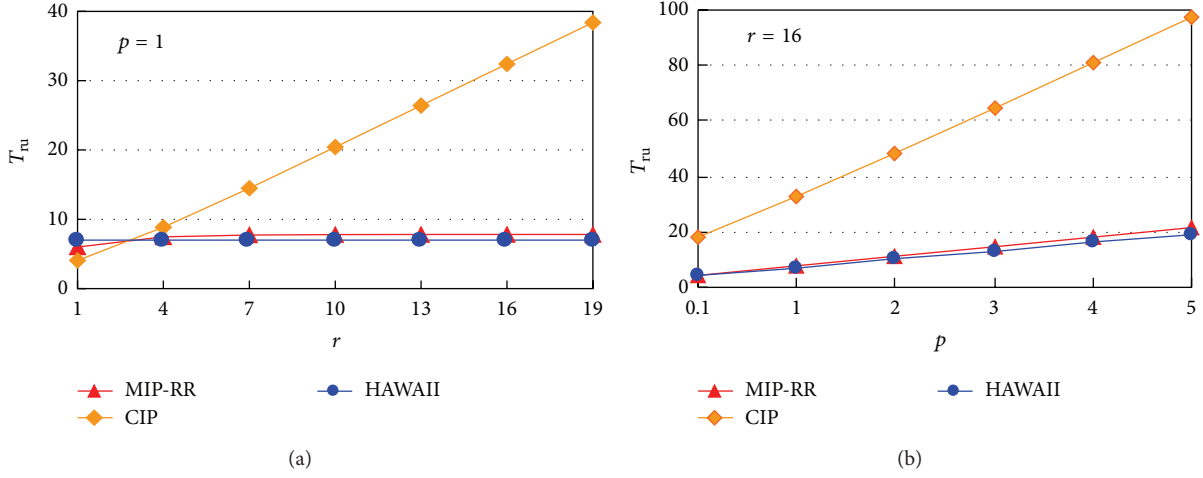 p = 1
T_ru
40
30
20
10
0
1 4 7 10 13 16 19
r
MIP-RR
HAWAII
CIP
(a)
r = 16
T_ru
100
80
60
40
20
0
0.1 1 2 3 4 5
p
MIP-RR
HAWAII
CIP
(b)